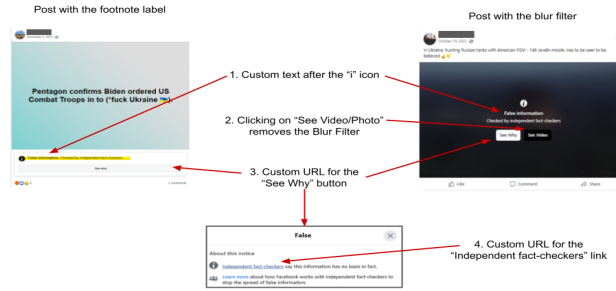 Post with the footnote label
Post with the blur filter
October 19, 2022
In Ukraine, hunting Russian tanks with American FGM - 148 Javelin missile. Has to be seen to be
believed
Pentagon confirms Biden ordered US
Combat Troops in to (*fuck Ukraine).
1. Custom text after the “i” icon
False information
Checked by independent fact-checkers
2. Clicking on “See Video/Photo”
removes the Blur Filter
See Why
See Video
False information. Checked by independent fact-checkers
See Why
3. Custom URL for the
“See Why” button
2 Comments
Like
Comment
Share
False
About this notice
Independent fact-checkers say this information has no basis in fact.
Learn more about how Facebook works with independent fact-checkers to
stop the spread of false information.
4. Custom URL for the
“Independent fact-checkers” link